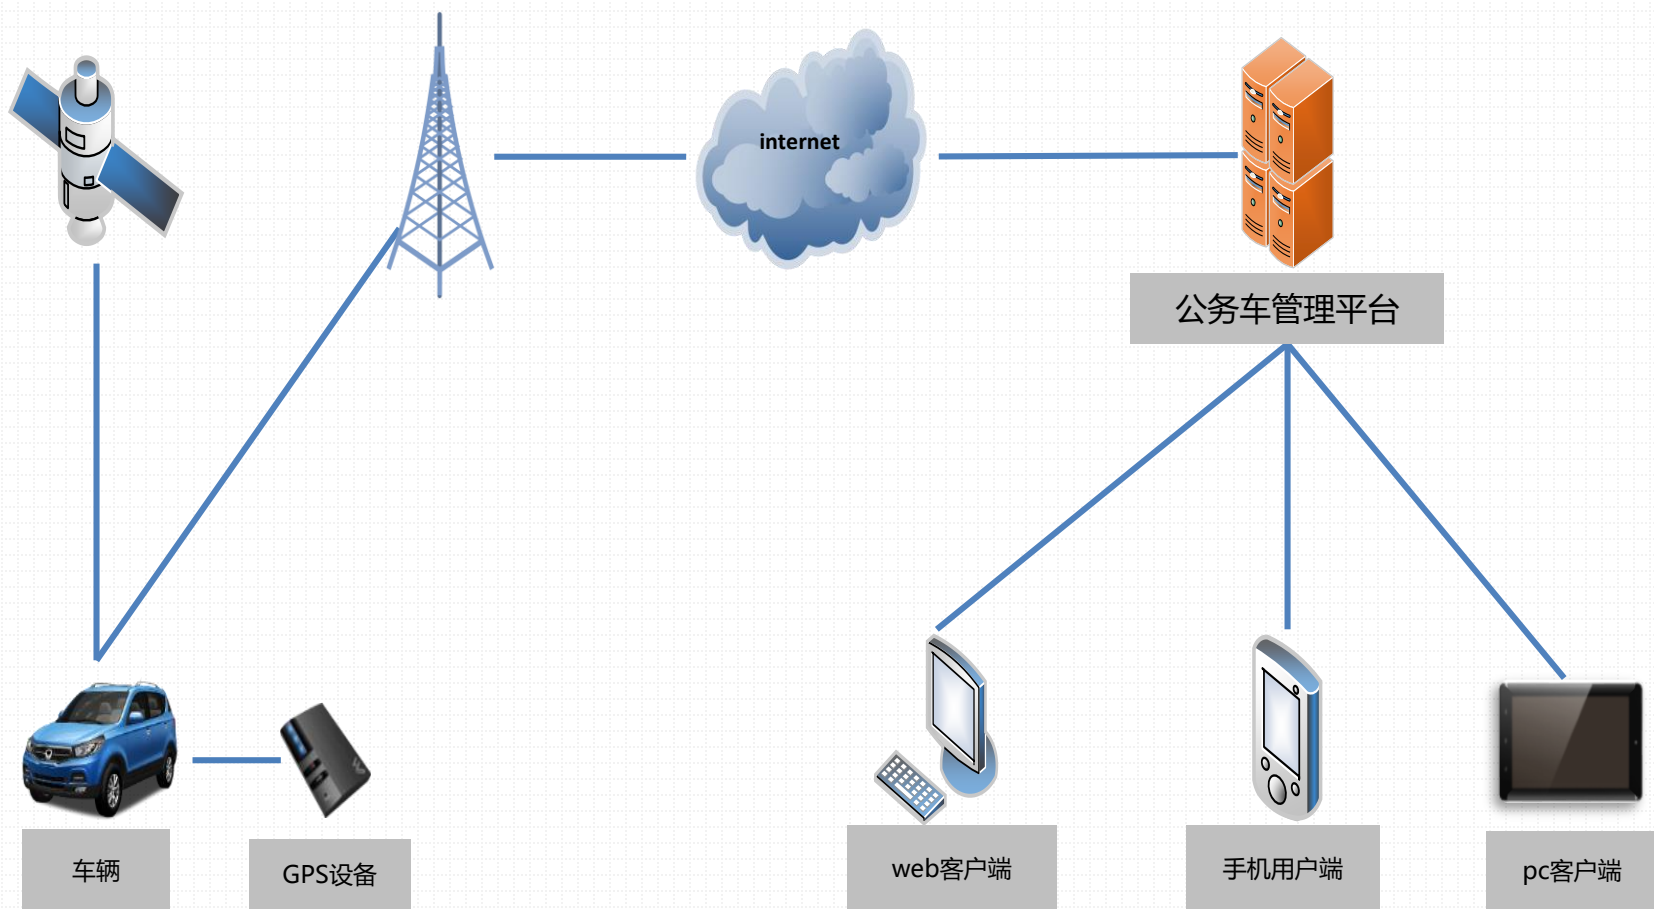 internet
公务车管理平台
车辆
GPS设备
web客户端
手机用户端
pc客户端